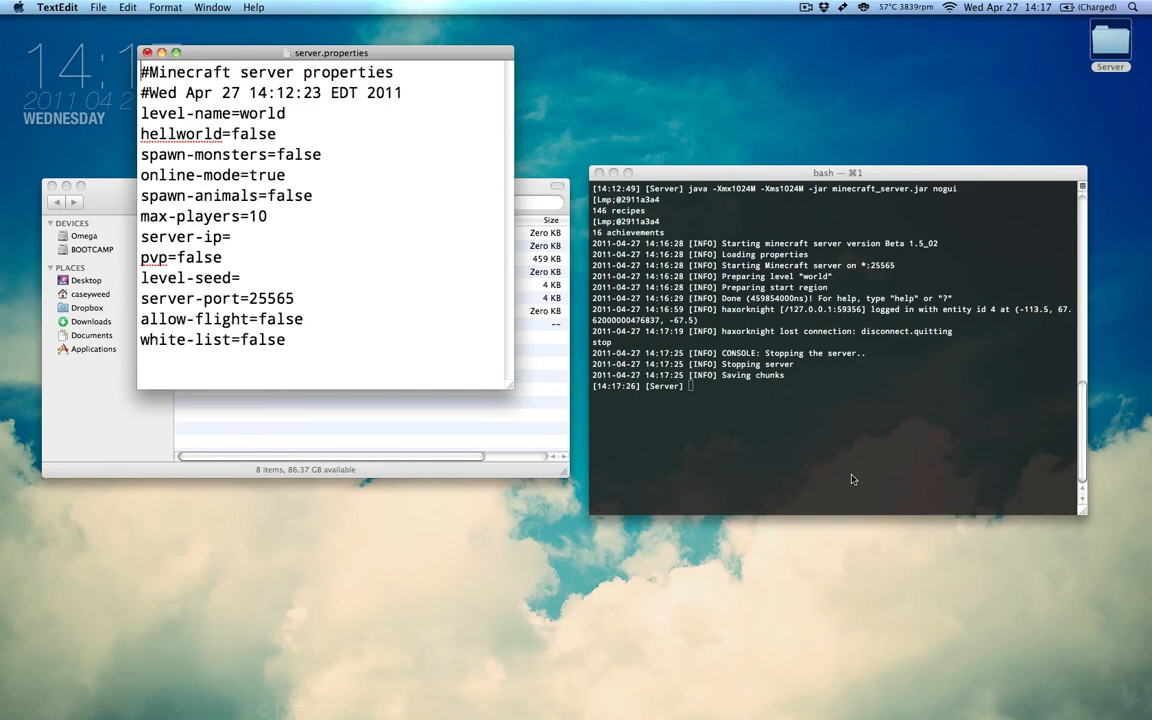 TextEdit File Edit Format Window Help
57°C 3839rpm Wed Apr 27 14:17 (Charged)
14:1
2011 04 2
WEDNESDAY
Server
server.properties
#Minecraft server properties
#Wed Apr 27 14:12:23 EDT 2011
level-name=world
hellworld=false
spawn-monsters=false
online-mode=true
spawn-animals=false
max-players=10
server-ip=
pvp=false
level-seed=
server-port=25565
allow-flight=false
white-list=false
DEVICES
Omega
BOOTCAMP
PLACES
Desktop
caseyweed
Dropbox
Downloads
Documents
Applications
Size
Zero KB
Zero KB
459 KB
Zero KB
4 KB
4 KB
Zero KB
--
8 items, 86.37 GB available
bash — ⌘1
[14:12:49] [Server] java -Xmx1024M -Xms1024M -jar minecraft_server.jar nogui
[Lmp;@2911a3a4
146 recipes
[Lmp;@2911a3a4
16 achievements
2011-04-27 14:16:28 [INFO] Starting minecraft server version Beta 1.5_02
2011-04-27 14:16:28 [INFO] Loading properties
2011-04-27 14:16:28 [INFO] Starting Minecraft server on *:25565
2011-04-27 14:16:28 [INFO] Preparing level "world"
2011-04-27 14:16:28 [INFO] Preparing start region
2011-04-27 14:16:29 [INFO] Done (459854000ns)! For help, type "help" or "?"
2011-04-27 14:16:59 [INFO] haxorknight [/127.0.0.1:59356] logged in with entity id 4 at (-113.5, 67.
62000000476837, -67.5)
2011-04-27 14:17:19 [INFO] haxorknight lost connection: disconnect.quitting
stop
2011-04-27 14:17:25 [INFO] CONSOLE: Stopping the server..
2011-04-27 14:17:25 [INFO] Stopping server
2011-04-27 14:17:25 [INFO] Saving chunks
[14:17:26] [Server]